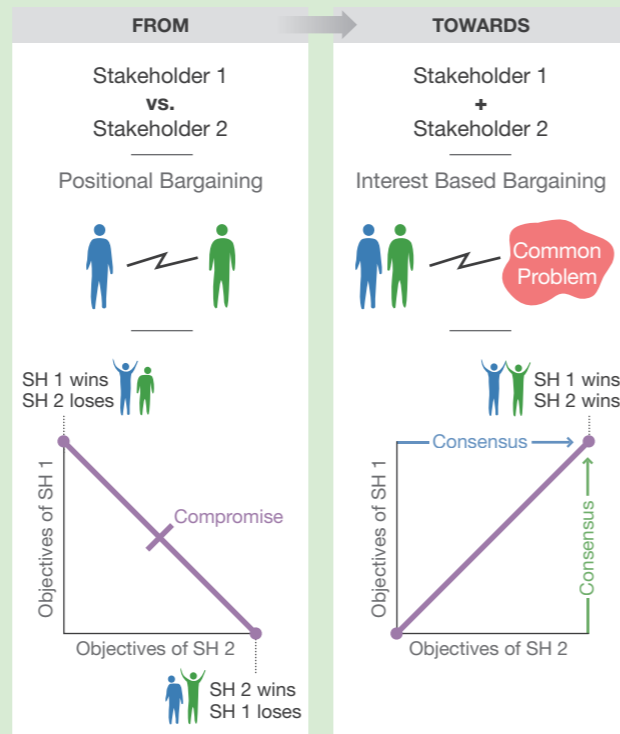 FROM
Stakeholder 1
vs.
Stakeholder 2
Positional Bargaining
SH 1 wins
SH 2 loses
Objectives of SH 1
Compromise
Objectives of SH 2
SH 2 wins
SH 1 loses
TOWARDS
Stakeholder 1
+
Stakeholder 2
Interest Based Bargaining
Common
Problem
SH 1 wins
SH 2 wins
Consensus
Objectives of SH 1
Consensus
Objectives of SH 2